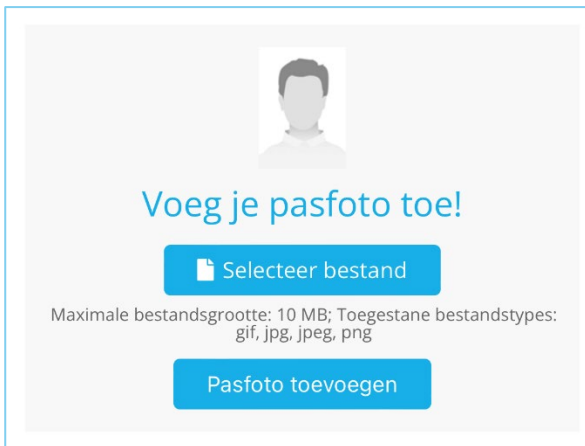 Voeg je pasfoto toe!
Selecteer bestand
Maximale bestandsgrootte: 10 MB; Toegestane bestandstypes:
gif, jpg, jpeg, png
Pasfoto toevoegen